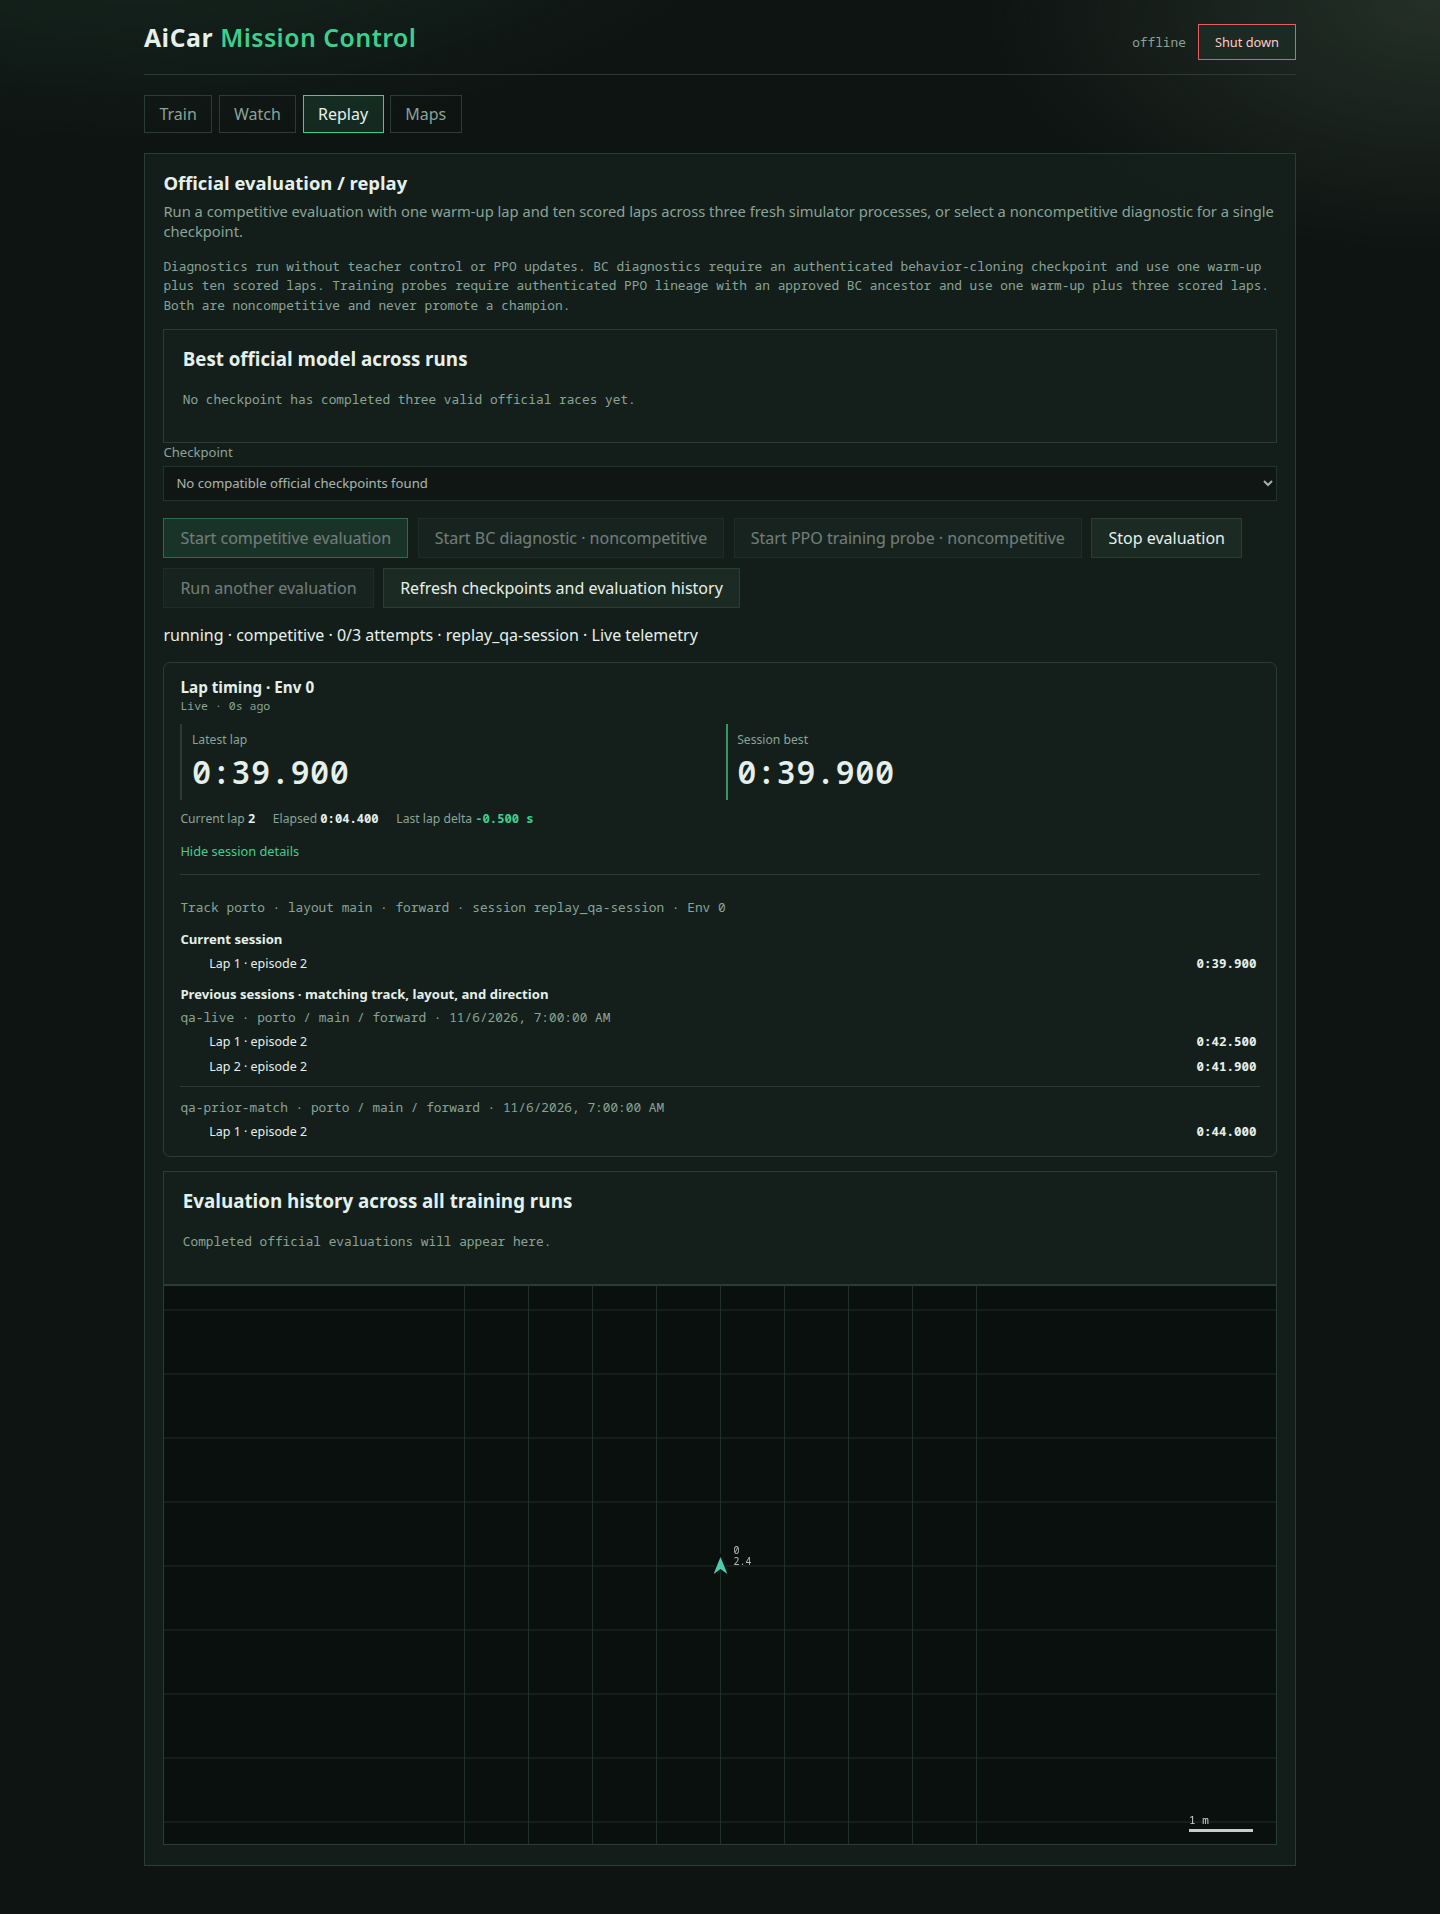 AiCar Mission Control
offline
Shut down
Train
Watch
Replay
Maps
Official evaluation / replay
Run a competitive evaluation with one warm-up lap and ten scored laps across three fresh simulator processes, or select a noncompetitive diagnostic for a single
checkpoint.
Diagnostics run without teacher control or PPO updates. BC diagnostics require an authenticated behavior-cloning checkpoint and use one warm-up
plus ten scored laps. Training probes require authenticated PPO lineage with an approved BC ancestor and use one warm-up plus three scored laps.
Both are noncompetitive and never promote a champion.
Best official model across runs
No checkpoint has completed three valid official races yet.
Checkpoint
No compatible official checkpoints found
Start competitive evaluation
Start BC diagnostic · noncompetitive
Start PPO training probe · noncompetitive
Stop evaluation
Run another evaluation
Refresh checkpoints and evaluation history
running · competitive · 0/3 attempts · replay_qa-session · Live telemetry
Lap timing · Env 0
Live · 0s ago
Latest lap
0:39.900
Session best
0:39.900
Current lap 2 Elapsed 0:04.400 Last lap delta -0.500 s
Hide session details
Track porto · layout main · forward · session replay_qa-session · Env 0
Current session
Lap 1 · episode 2 0:39.900
Previous sessions · matching track, layout, and direction
qa-live · porto / main / forward · 11/6/2026, 7:00:00 AM
Lap 1 · episode 2 0:42.500
Lap 2 · episode 2 0:41.900
qa-prior-match · porto / main / forward · 11/6/2026, 7:00:00 AM
Lap 1 · episode 2 0:44.000
Evaluation history across all training runs
Completed official evaluations will appear here.
0
2.4
1 m